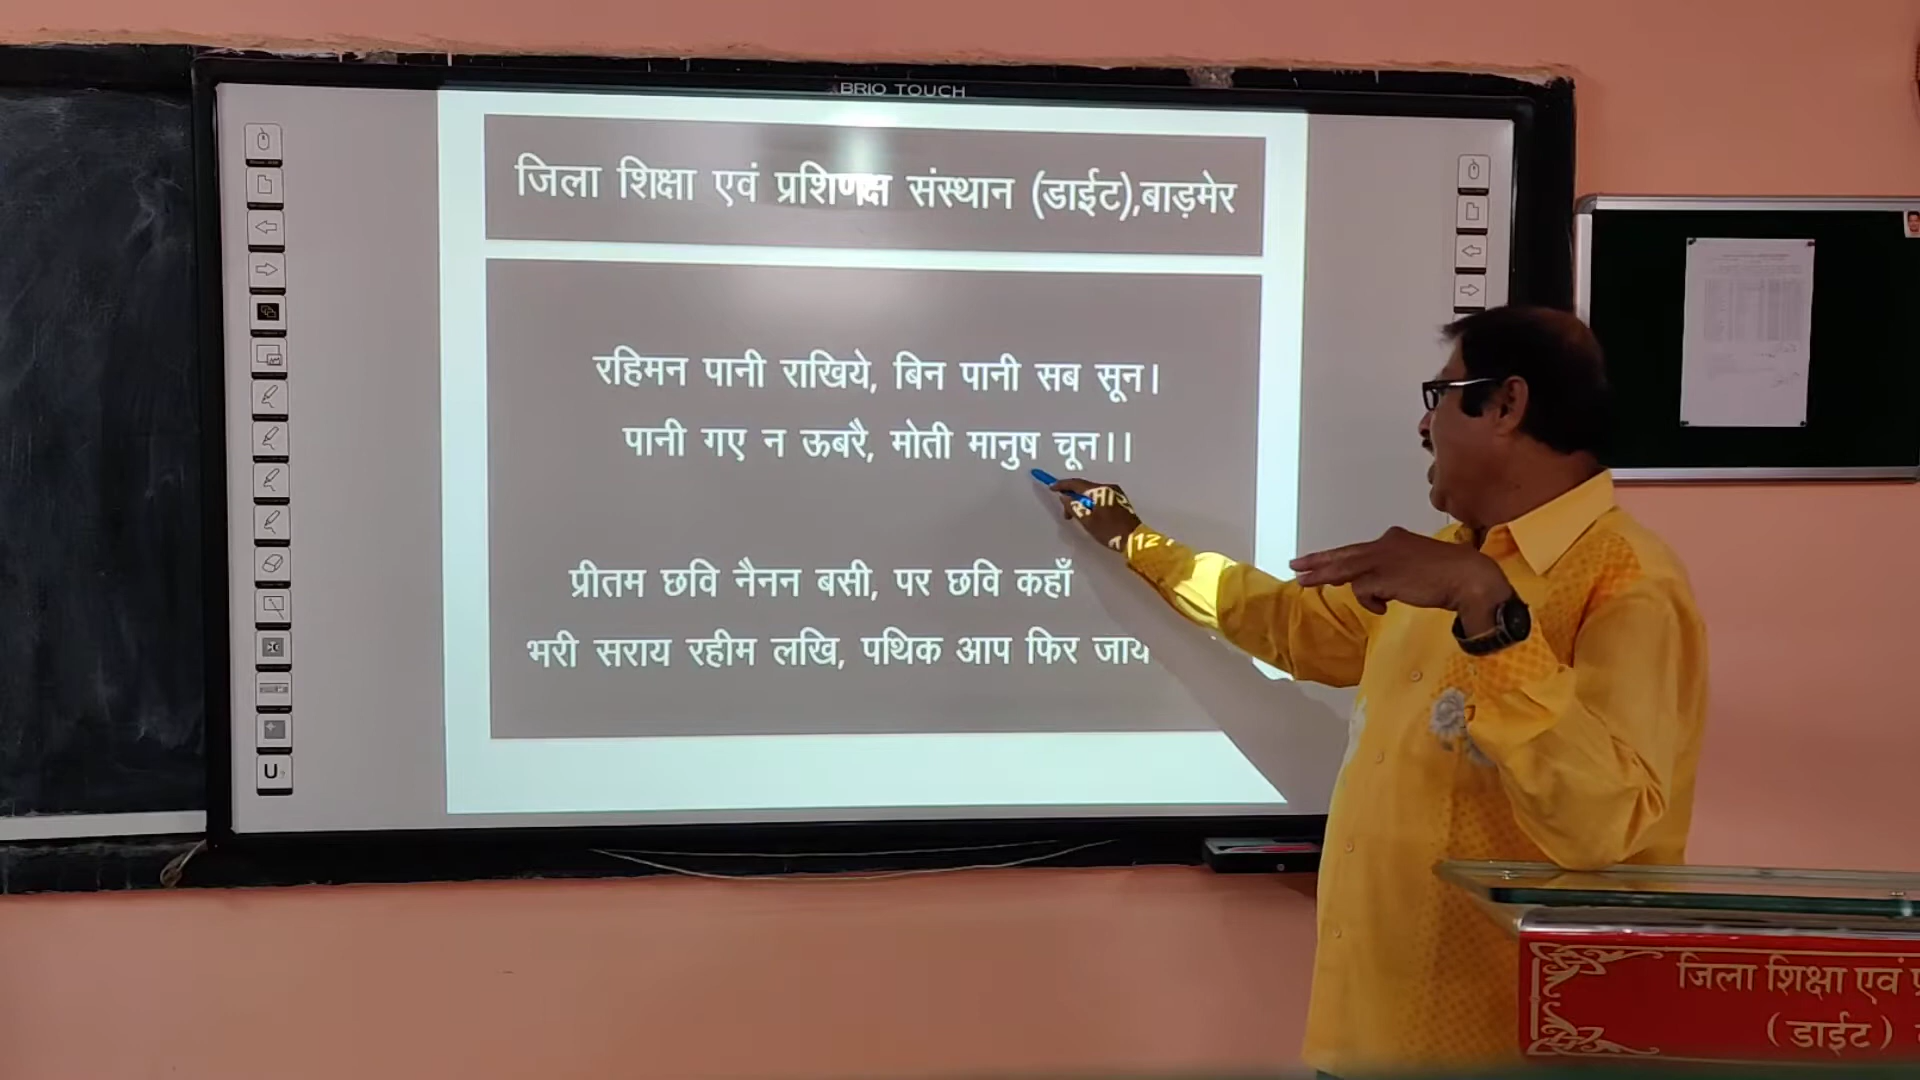 BRIO TOUCH
जिला शिक्षा एवं प्रशिणक्ष संस्थान (डाईट),बाड़मेर
रहिमन पानी राखिये, बिन पानी सब सून।
पानी गए न ऊबरै, मोती मानुष चून।।
प्रीतम छवि नैनन बसी, पर छवि कहाँ
भरी सराय रहीम लखि, पथिक आप फिर जाय
U
जिला शिक्षा एवं
(डाईट)